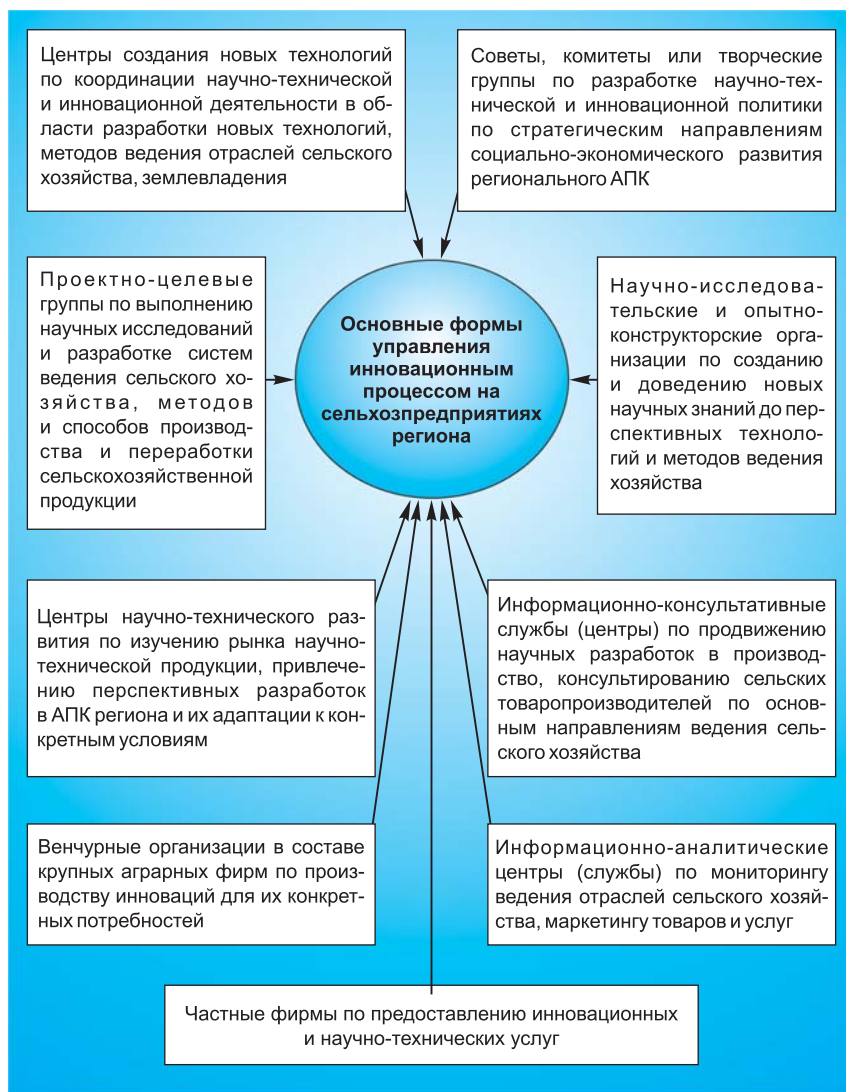 Центры создания новых технологий
по координации научно-технической
и инновационной деятельности в об-
ласти разработки новых технологий,
методов ведения отраслей сельского
хозяйства, землевладения
Советы, комитеты или творческие
группы по разработке научно-тех-
нической и инновационной политики
по стратегическим направлениям
социально-экономического развития
регионального АПК
Проектно-целевые
группы по выполнению
научных исследований
и разработке систем
ведения сельского хо-
зяйства, методов
и способов производ-
ства и переработки
сельскохозяйственной
продукции
Основные формы
управления
инновационным
процессом на
сельхозпредприятиях
региона
Научно-исследова-
тельские и опытно-
конструкторские орга-
низации по созданию
и доведению новых
научных знаний до пер-
спективных техноло-
гий и методов ведения
хозяйства
Центры научно-технического раз-
вития по изучению рынка научно-
технической продукции, привлече-
нию перспективных разработок
в АПК региона и их адаптации к кон-
кретным условиям
Информационно-консультативные
службы (центры) по продвижению
научных разработок в производ-
ство, консультированию сельских
товаропроизводителей по основ-
ным направлениям ведения сель-
ского хозяйства
Венчурные организации в составе
крупных аграрных фирм по произ-
водству инноваций для их конкрет-
ных потребностей
Информационно-аналитические
центры (службы) по мониторингу
ведения отраслей сельского хозяй-
ства, маркетингу товаров и услуг
Частные фирмы по предоставлению инновационных
и научно-технических услуг